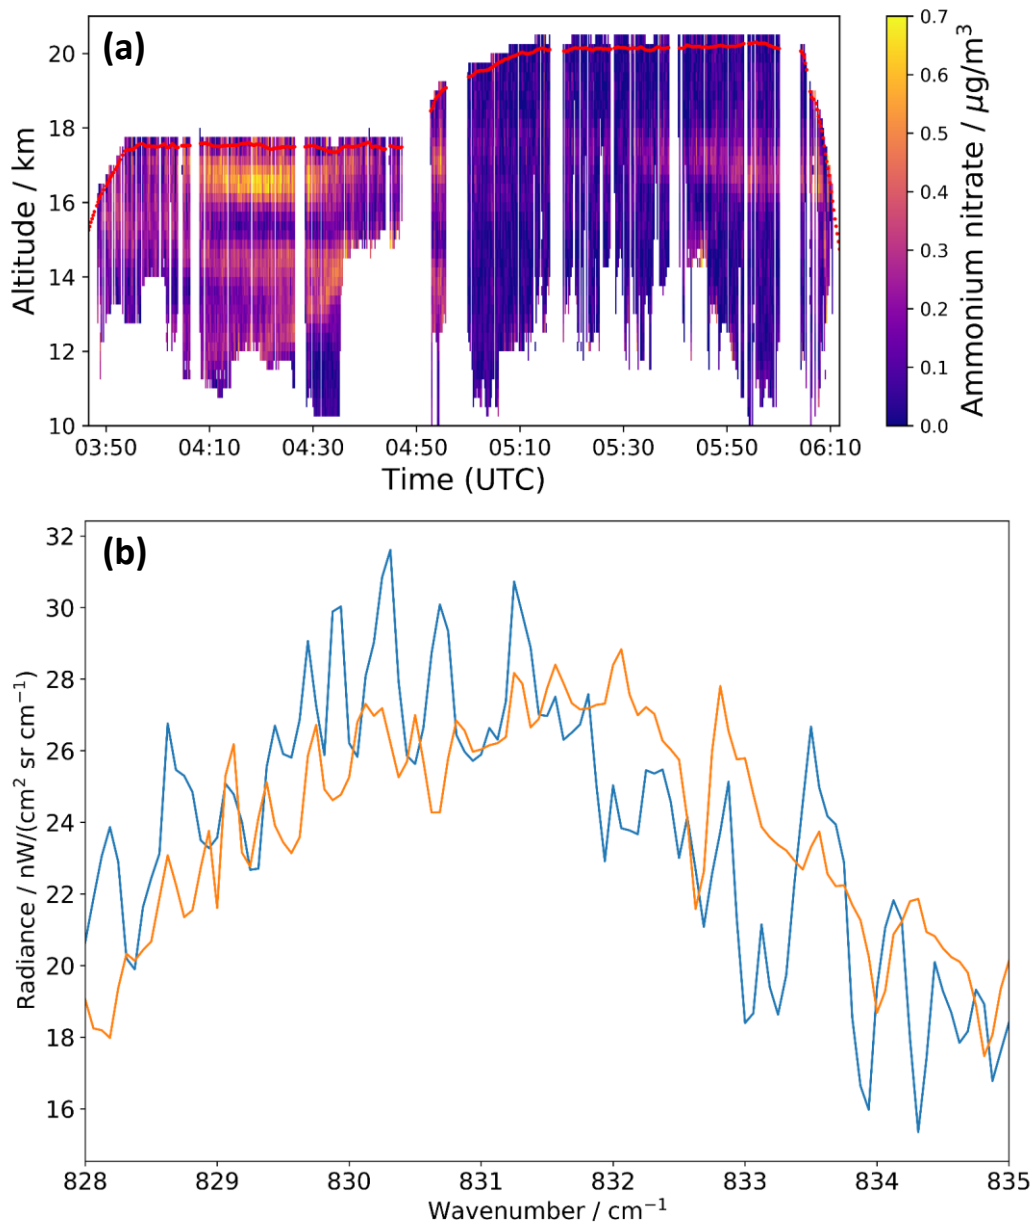 (a)
20
18
16
14
12
10
Altitude / km
03:50 04:10 04:30 04:50 05:10 05:30 05:50 06:10
Time (UTC)
0.7
0.6
0.5
0.4
0.3
0.2
0.1
0.0
Ammonium nitrate / μg/m³
(b)
32
30
28
26
24
22
20
18
16
Radiance / nW/(cm² sr cm⁻¹)
828 829 830 831 832 833 834 835
Wavenumber / cm⁻¹